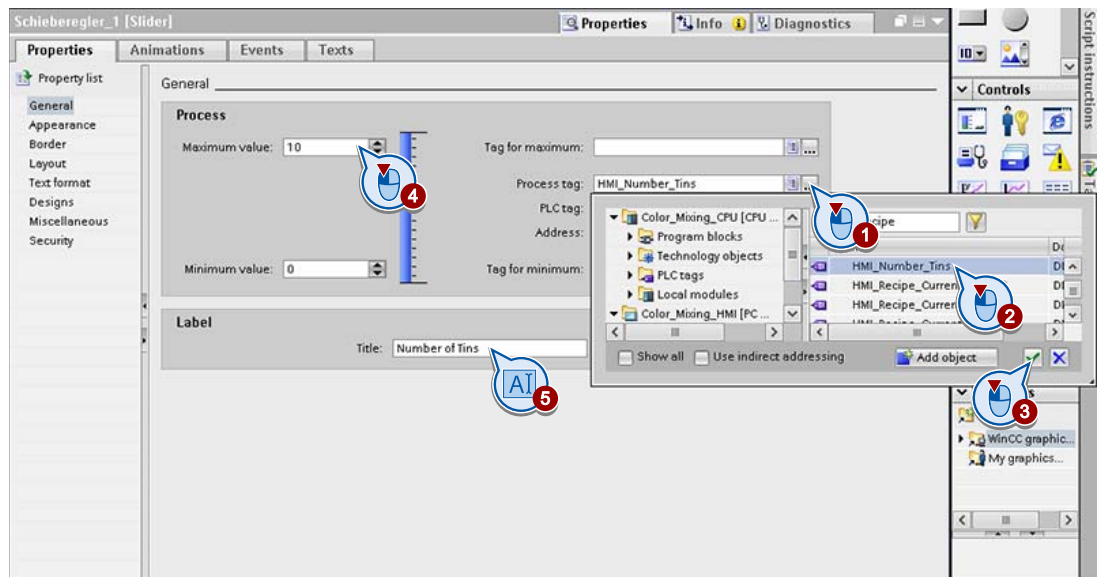 Schieberegler_1 [Slider]
Properties
Info
Diagnostics
Properties
Animations
Events
Texts
Property list
General
Appearance
Border
Layout
Text format
Designs
Miscellaneous
Security
General
Process
Maximum value: 10
Tag for maximum:
Process tag: HMI_Number_Tins
PLC tag:
Address:
Minimum value: 0
Tag for minimum:
Label
Title: Number of Tins
Color_Mixing_CPU [CPU ...
Program blocks
Technology objects
PLC tags
Local modules
Color_Mixing_HMI [PC ...
HMI_Number_Tins
HMI_Recipe_Curren
HMI_Recipe_Curren
Show all
Use indirect addressing
Add object
1
2
3
4
5
AI
Controls
WinCC graphic...
My graphics...
Script instructions